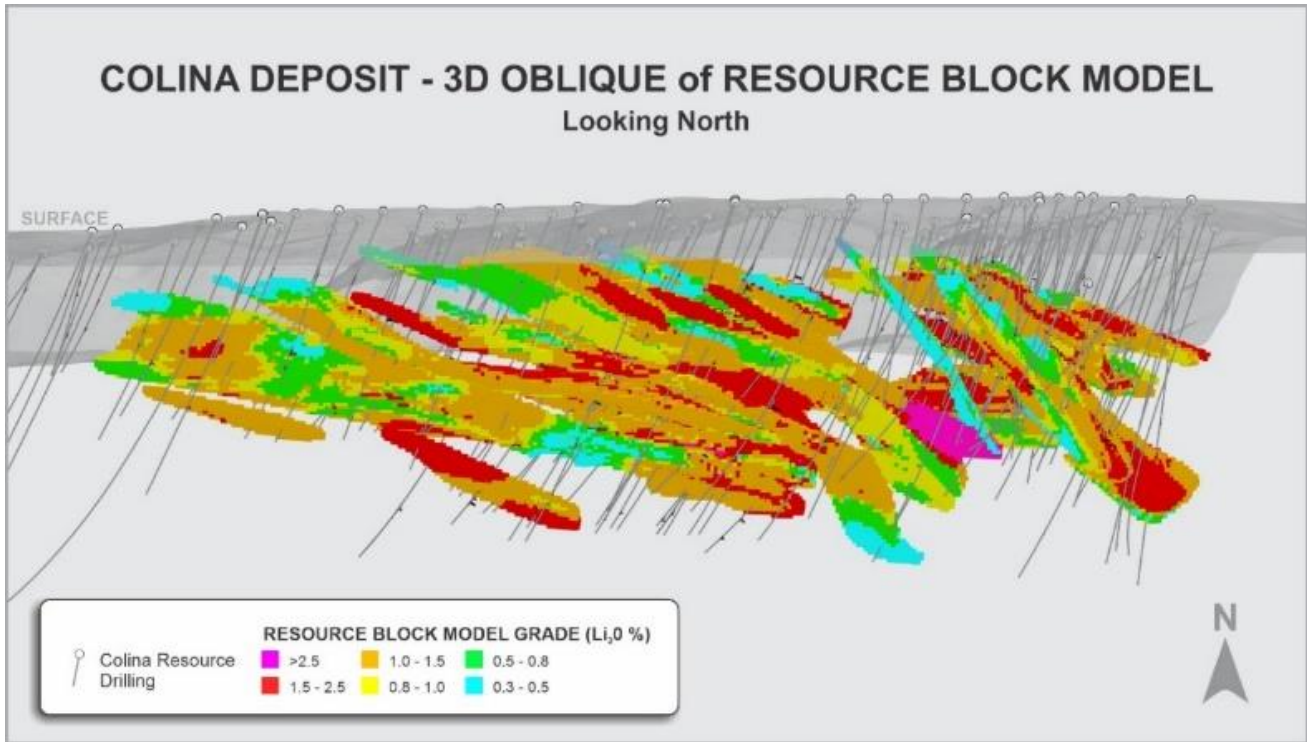 COLINA DEPOSIT - 3D OBLIQUE of RESOURCE BLOCK MODEL
Looking North
SURFACE
N
RESOURCE BLOCK MODEL GRADE (Li₂0 %)
Colina Resource
Drilling
>2.5
1.0 - 1.5
0.5 - 0.8
1.5 - 2.5
0.8 - 1.0
0.3 - 0.5